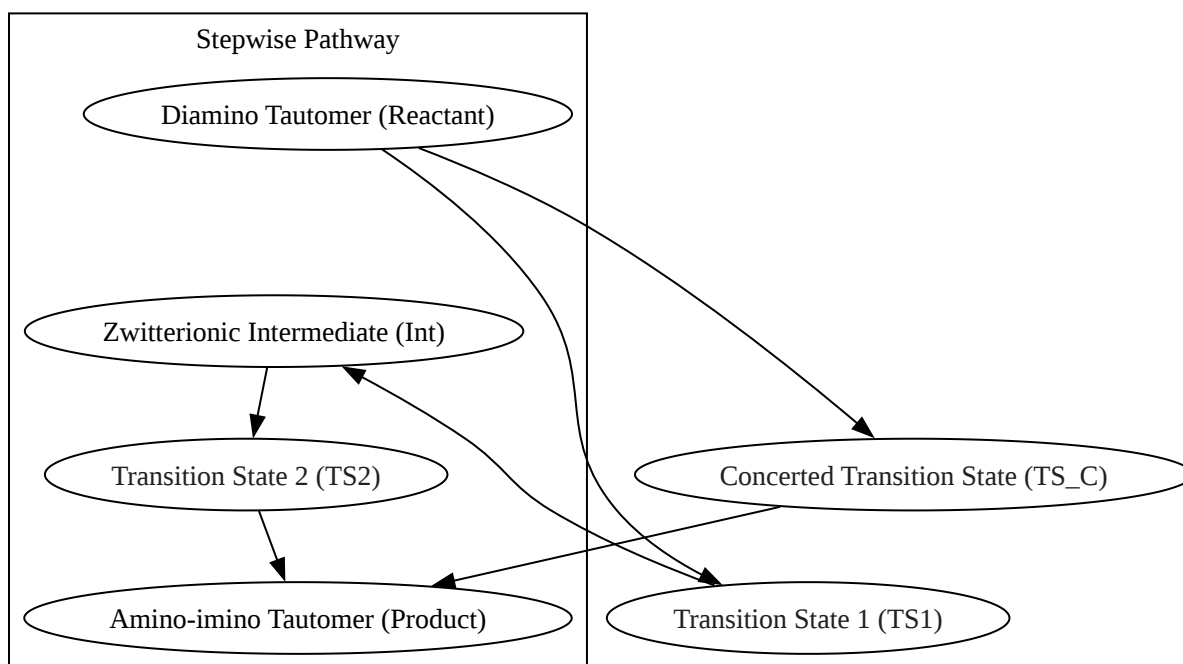 Stepwise Pathway
Diamino Tautomer (Reactant)
Zwitterionic Intermediate (Int)
Transition State 2 (TS2)
Concerted Transition State (TS_C)
Amino-imino Tautomer (Product)
Transition State 1 (TS1)